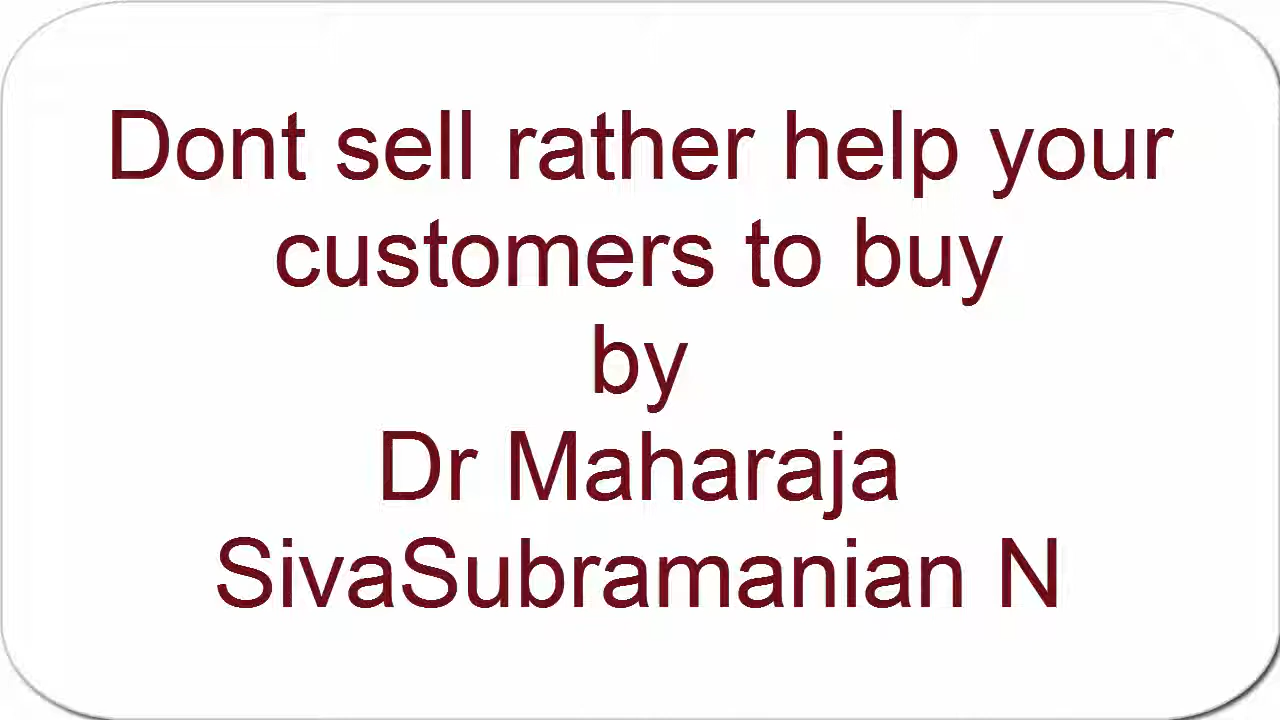 Dont sell rather help your
customers to buy
by
Dr Maharaja
SivaSubramanian N